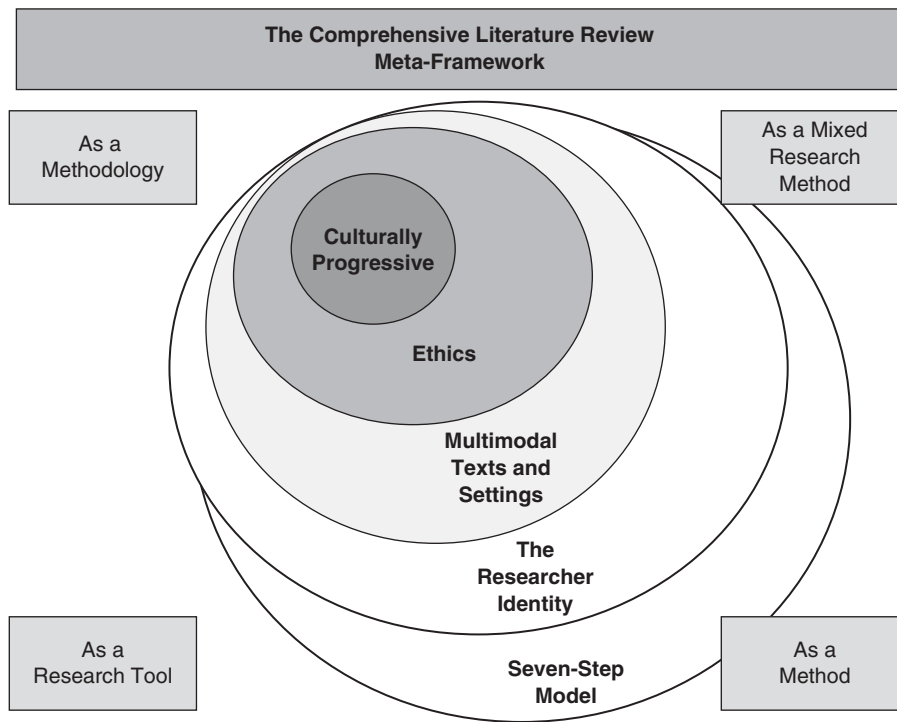 The Comprehensive Literature Review
Meta-Framework
As a
Methodology
As a Mixed
Research
Method
Culturally
Progressive
Ethics
Multimodal
Texts and
Settings
The
Researcher
Identity
As a
Research Tool
Seven-Step
Model
As a
Method